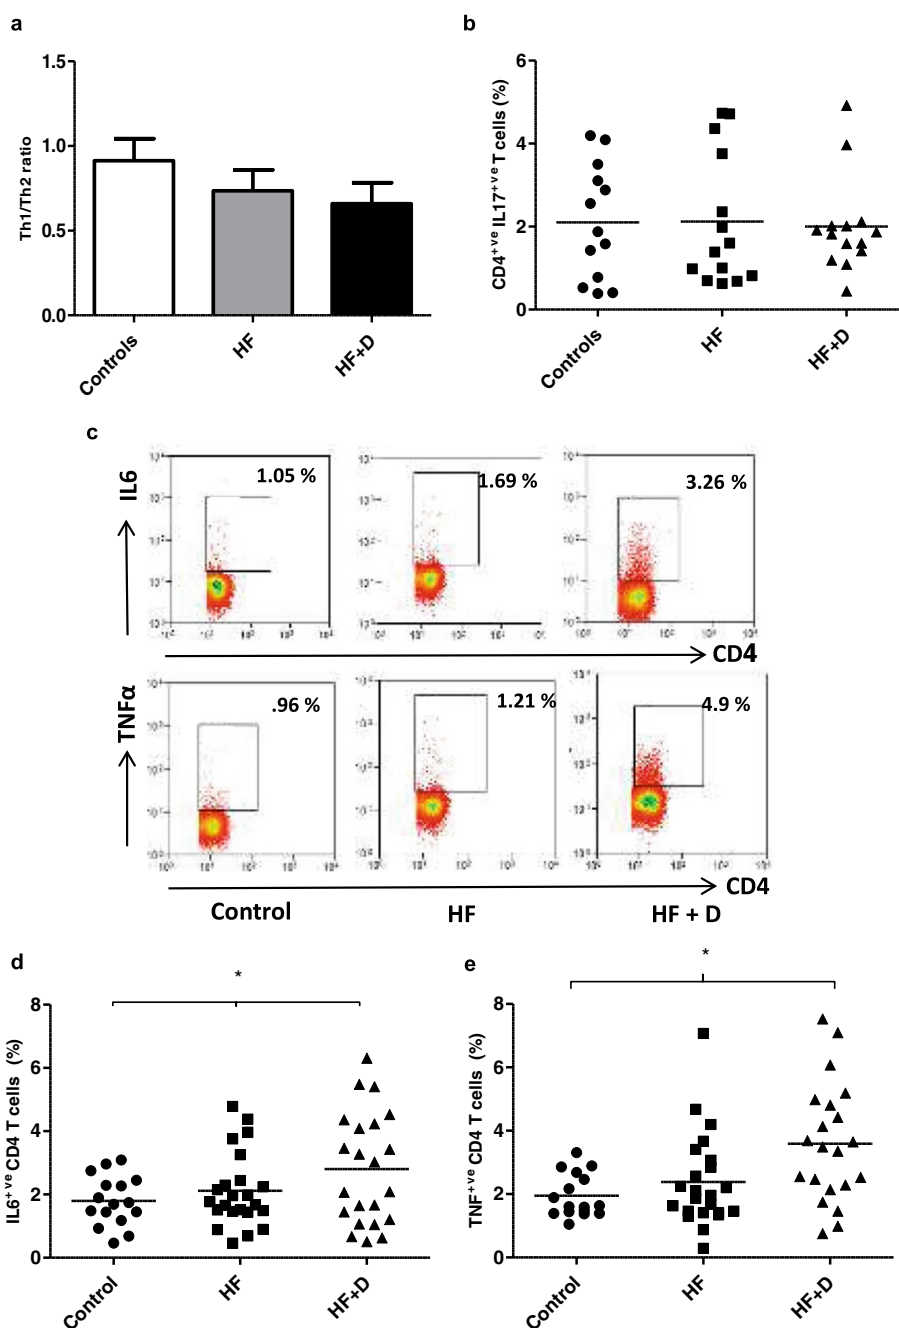 a
b
1.5
1.0
0.5
0.0
Th1/Th2 ratio
Controls
HF
HF+D
6
4
2
0
CD4+ve IL17+ve T cells (%)
Controls
HF
HF+D
c
IL6
1.05 %
1.69 %
3.26 %
CD4
TNFα
.96 %
1.21 %
4.9 %
CD4
Control
HF
HF + D
d
e
*
*
8
6
4
2
0
IL6+ve CD4 T cells (%)
Control
HF
HF+D
8
6
4
2
0
TNF+ve CD4 T cells (%)
Control
HF
HF+D